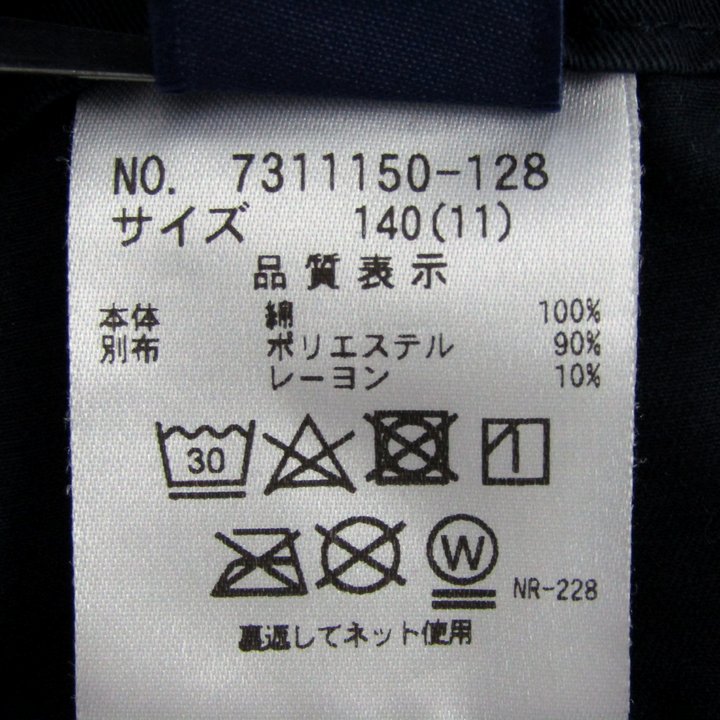 NO. 7311150-128
サイズ 140(11)
品質表示
本体 綿 100%
別布 ポリエステル 90%
レーヨン 10%
30
W NR-228
裏返してネット使用